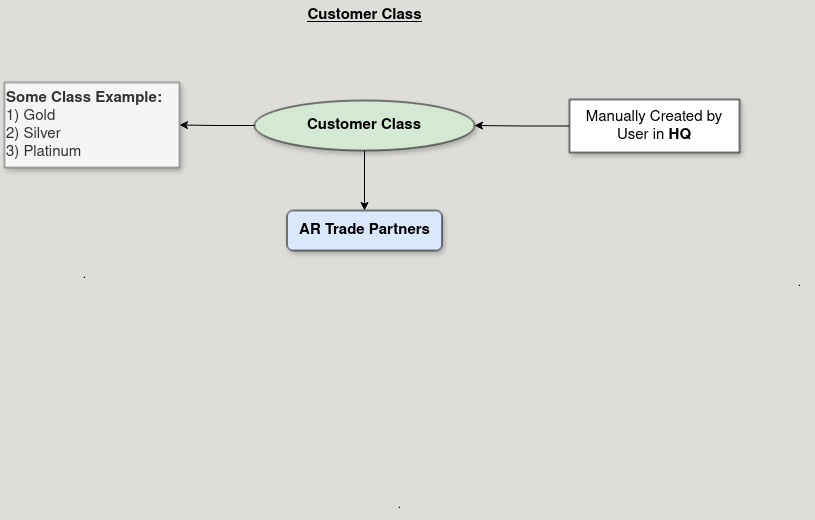 Customer Class
Some Class Example:
1) Gold
2) Silver
3) Platinum
Customer Class
Manually Created by
User in HQ
AR Trade Partners
.
.
.